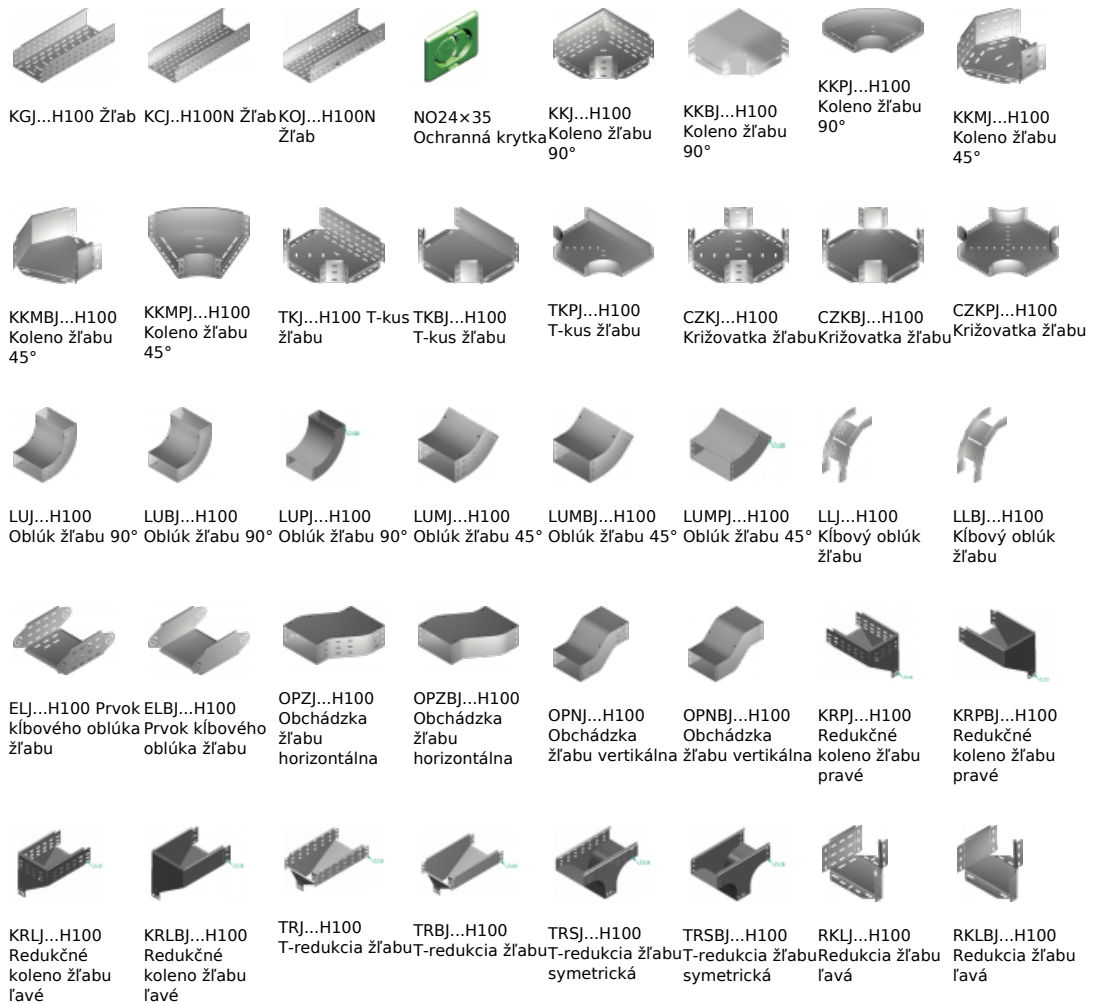 KGJ...H100 Žľab
KCJ..H100N Žľab
KOJ...H100N
Žľab
NO24×35
Ochranná krytka
KKJ...H100
Koleno žľabu
90°
KKBJ...H100
Koleno žľabu
90°
KKPJ...H100
Koleno žľabu
90°
KKMJ...H100
Koleno žľabu
45°
KKMBJ...H100
Koleno žľabu
45°
KKMPJ...H100
Koleno žľabu
45°
TKJ...H100 T-kus
žľabu
TKBJ...H100
T-kus žľabu
TKPJ...H100
T-kus žľabu
CZKJ...H100
Križovatka žľabu
CZKBJ...H100
Križovatka žľabu
CZKPJ...H100
Križovatka žľabu
LUJ...H100
Oblúk žľabu 90°
LUBJ...H100
Oblúk žľabu 90°
LUPJ...H100
Oblúk žľabu 90°
LUMJ...H100
Oblúk žľabu 45°
LUMBJ...H100
Oblúk žľabu 45°
LUMPJ...H100
Oblúk žľabu 45°
LLJ...H100
Kĺbový oblúk
žľabu
LLBJ...H100
Kĺbový oblúk
žľabu
ELJ...H100 Prvok
kĺbového oblúka
žľabu
ELBJ...H100
Prvok kĺbového
oblúka žľabu
OPZJ...H100
Obchádzka
žľabu
horizontálna
OPZBJ...H100
Obchádzka
žľabu
horizontálna
OPNJ...H100
Obchádzka
žľabu vertikálna
OPNBJ...H100
Obchádzka
žľabu vertikálna
KRPJ...H100
Redukčné
koleno žľabu
pravé
KRPBJ...H100
Redukčné
koleno žľabu
pravé
KRLJ...H100
Redukčné
koleno žľabu
ľavé
KRLBJ...H100
Redukčné
koleno žľabu
ľavé
TRJ...H100
T-redukcia žľabu
TRBJ...H100
T-redukcia žľabu
TRSJ...H100
T-redukcia žľabu
symetrická
TRSBJ...H100
T-redukcia žľabu
symetrická
RKLJ...H100
Redukcia žľabu
ľavá
RKLBJ...H100
Redukcia žľabu
ľavá